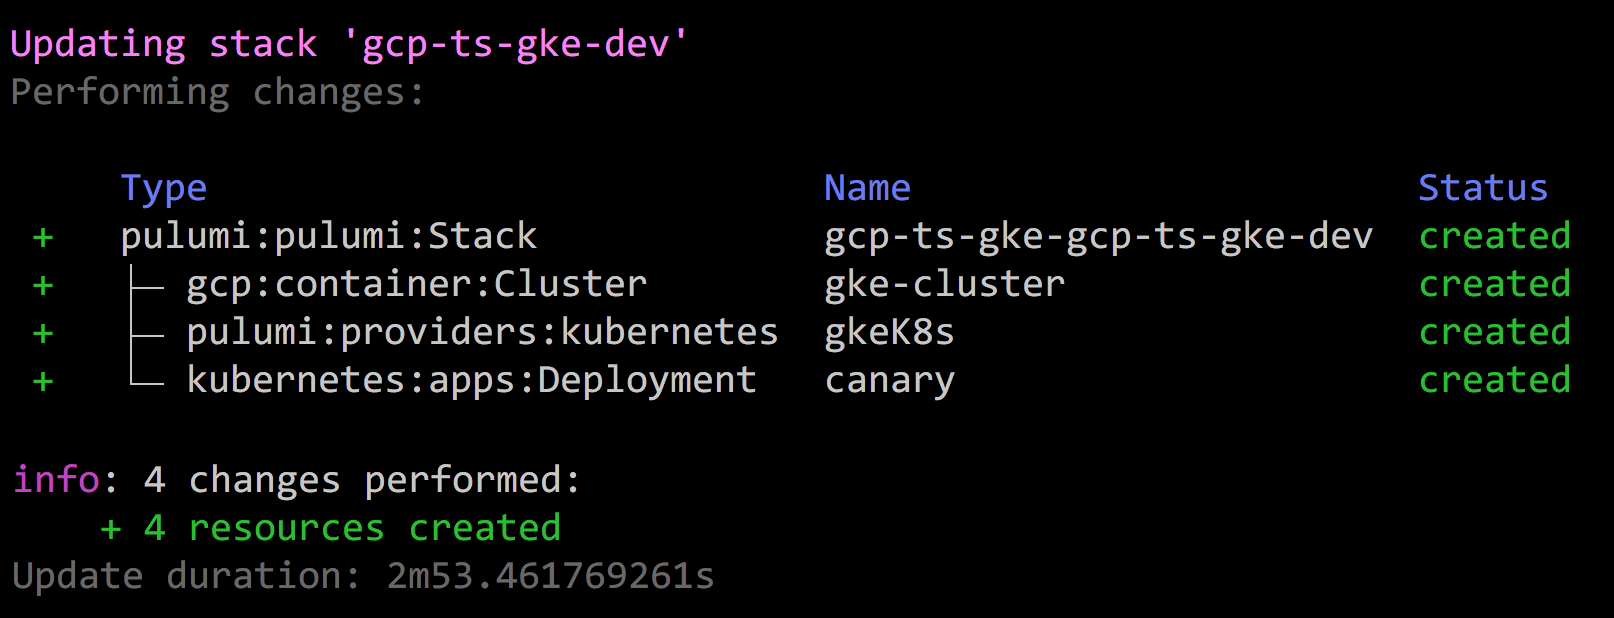 Updating stack 'gcp-ts-gke-dev'
Performing changes:
Type Name Status
+ pulumi:pulumi:Stack gcp-ts-gke-gcp-ts-gke-dev created
+ ├─ gcp:container:Cluster gke-cluster created
+ ├─ pulumi:providers:kubernetes gkeK8s created
+ └─ kubernetes:apps:Deployment canary created
info: 4 changes performed:
+ 4 resources created
Update duration: 2m53.461769261s